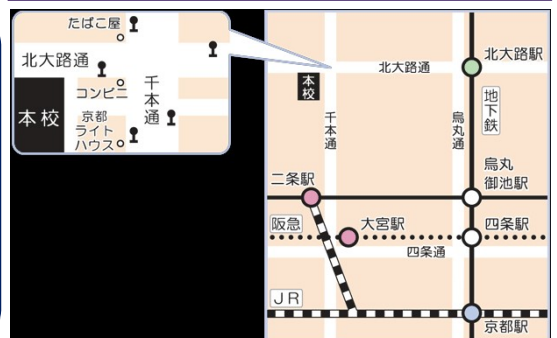 たばこ屋
北大路通
コンビニ
千本通
本校
京都
ライト
ハウス
北大路通
北大路駅
本校
千本通
烏丸通
地下鉄
二条駅
烏丸
御池駅
阪急
大宮駅
四条駅
四条通
JR
京都駅